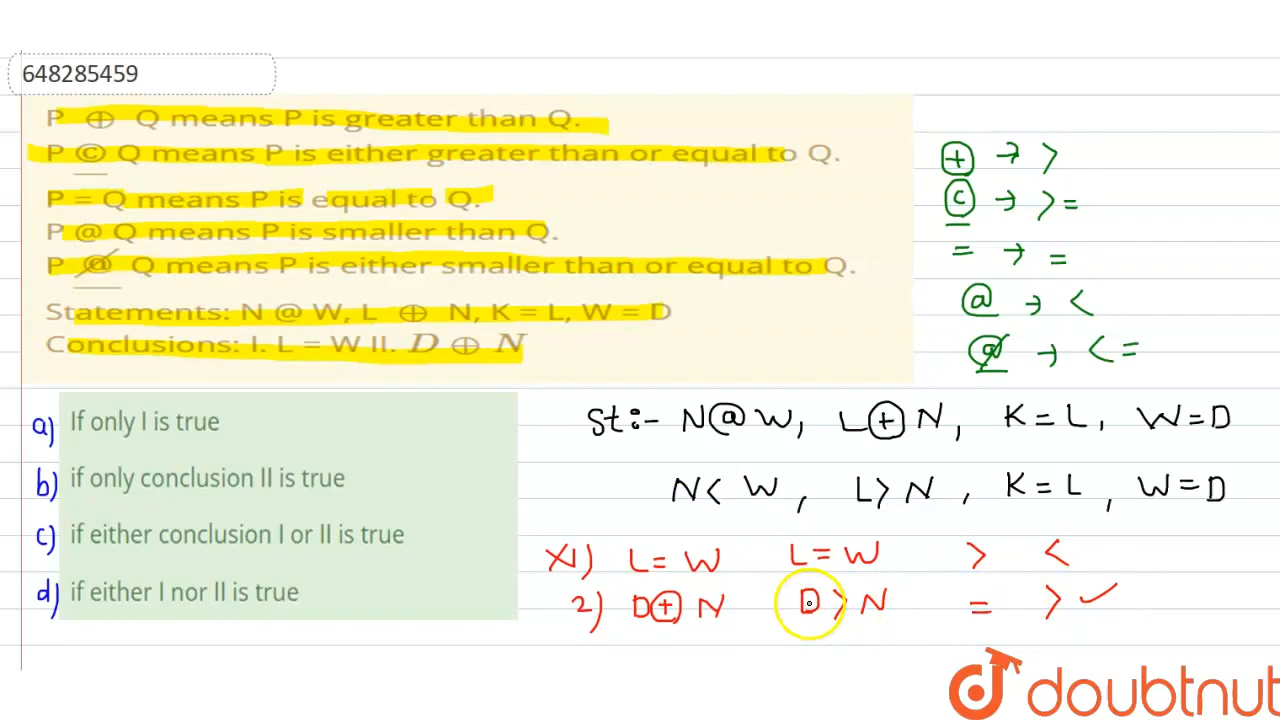 648285459
P ⊕ Q means P is greater than Q.
P © Q means P is either greater than or equal to Q.
P = Q means P is equal to Q.
P @ Q means P is smaller than Q.
P @̸ Q means P is either smaller than or equal to Q.
Statements: N @ W, L ⊕ N, K = L, W = D
Conclusions: I. L = W II. D ⊕ N
⊕ → >
© → >=
= → =
@ → <
@̸ → <=
a) If only I is true
b) if only conclusion II is true
c) if either conclusion I or II is true
d) if either I nor II is true
St:- N@W, L⊕N, K=L, W=D
N< W, L> N, K=L, W=D
X1) L=W L=W > <
2) D⊕N D> N = > ✓
doubtnut